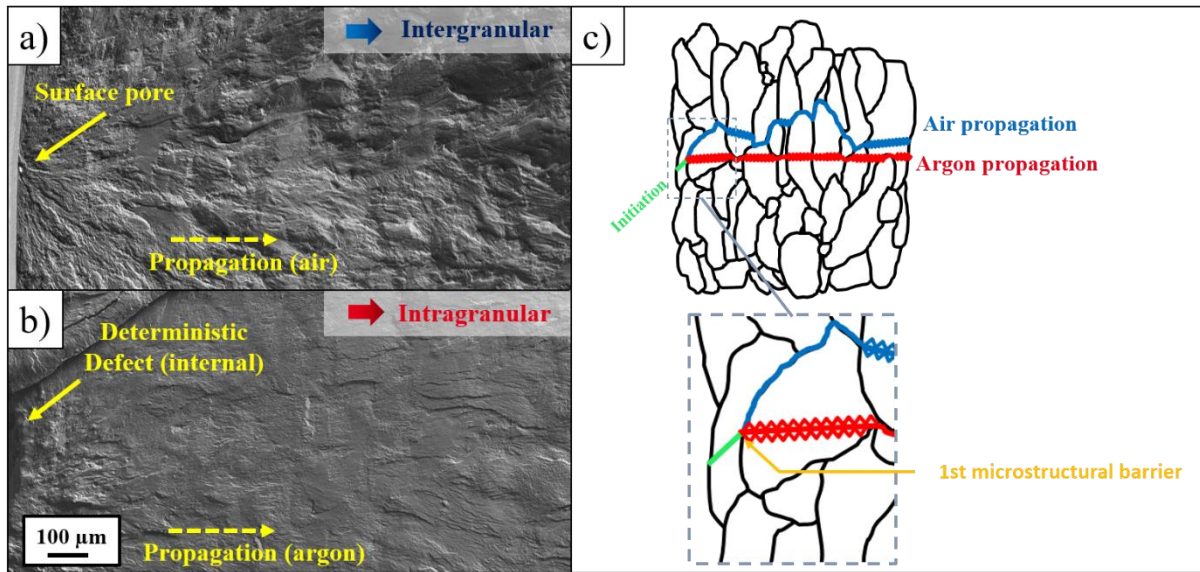 a)
Intergranular
Surface pore
Propagation (air)
b)
Intragranular
Deterministic
Defect (internal)
100 µm
Propagation (argon)
c)
Air propagation
Argon propagation
Initiation
1st microstructural barrier